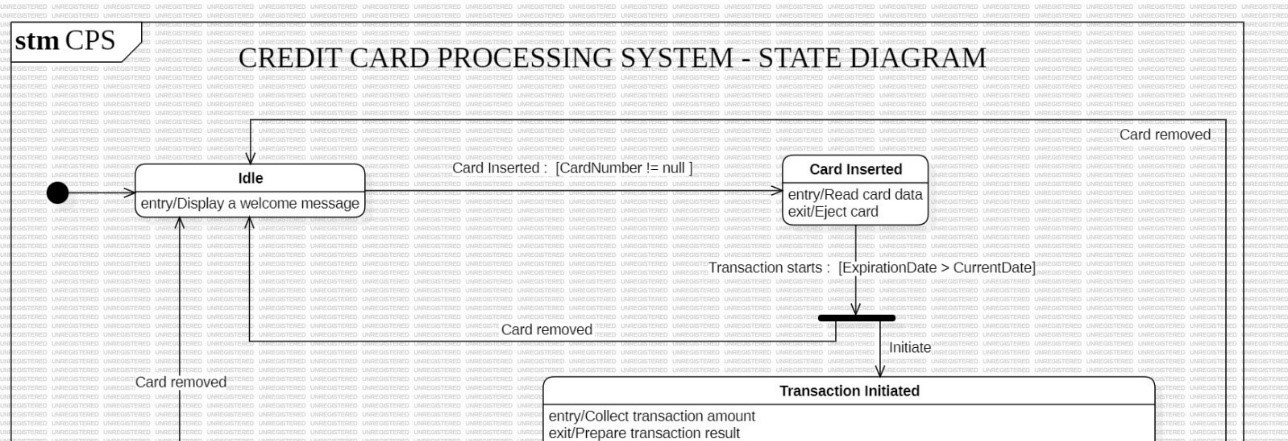 stm CPS
CREDIT CARD PROCESSING SYSTEM - STATE DIAGRAM
Card removed
Card Inserted : [CardNumber != null ]
Idle
entry/Display a welcome message
Card Inserted
entry/Read card data
exit/Eject card
Transaction starts : [ExpirationDate > CurrentDate]
Card removed
Initiate
Card removed
Transaction Initiated
entry/Collect transaction amount
exit/Prepare transaction result
UNREGISTERED